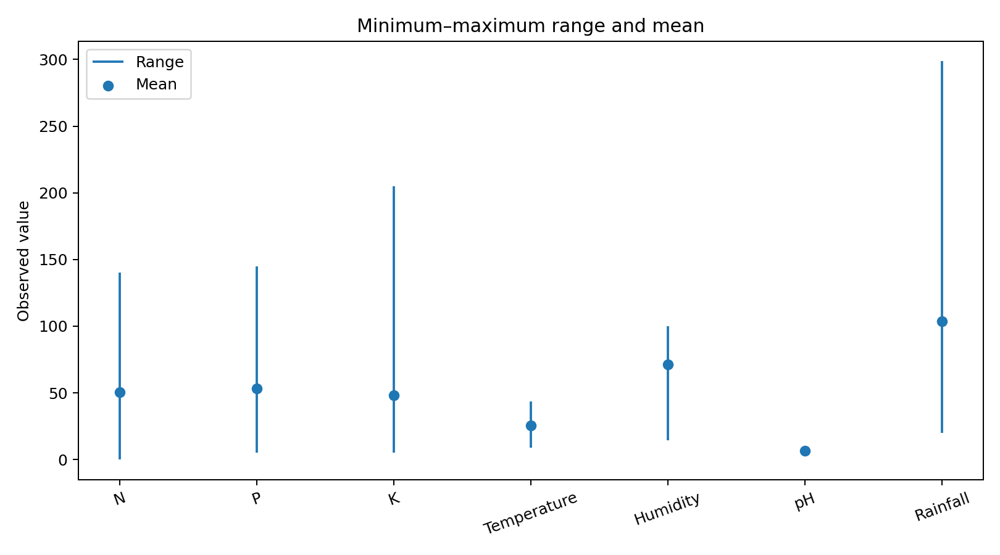 Minimum–maximum range and mean
Range
Mean
Observed value
300
250
200
150
100
50
0
N
P
K
Temperature
Humidity
pH
Rainfall